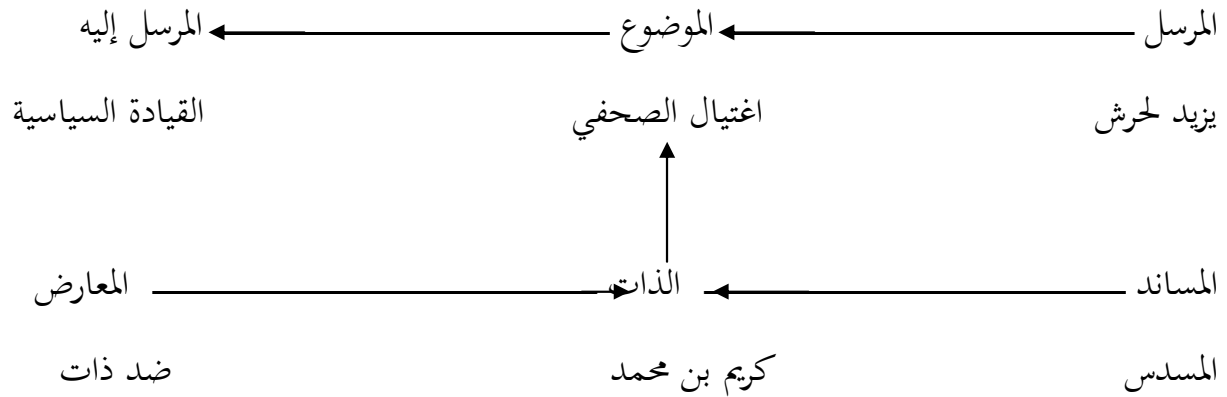 المرسل الموضوع المرسل إليه
يزيد لحرش اغتيال الصحفي القيادة السياسية
المساند الذات المعارض
المسدس كريم بن محمد ضد ذات